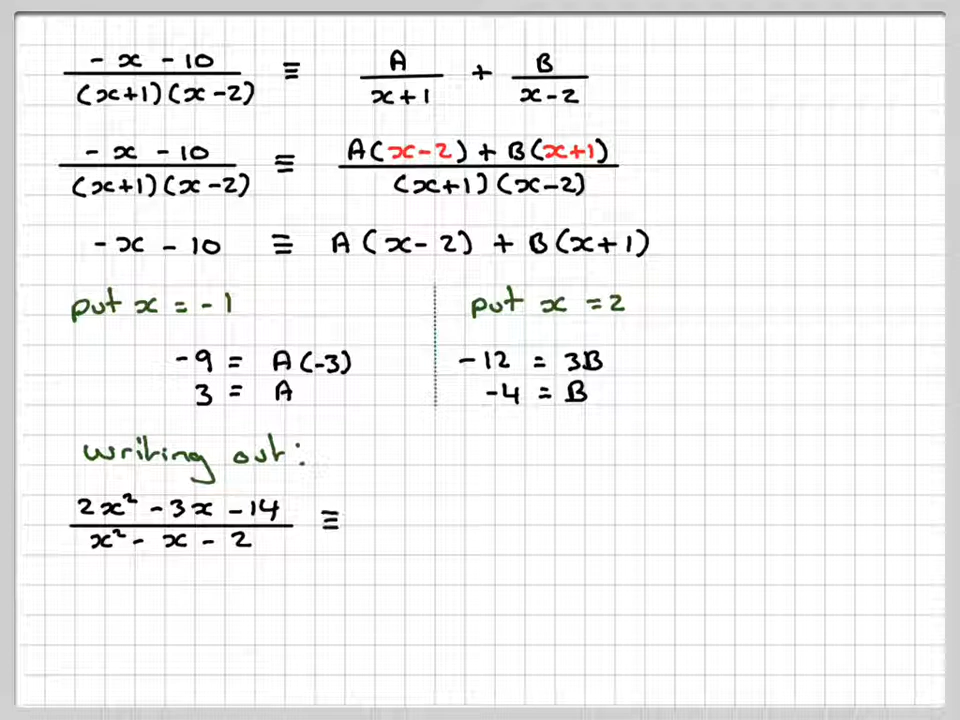 -x - 10 / (x+1)(x-2) ≡ A / x+1 + B / x-2
-x - 10 / (x+1)(x-2) ≡ A(x-2) + B(x+1) / (x+1)(x-2)
-x - 10 ≡ A(x-2) + B(x+1)
put x = -1
-9 = A(-3)
3 = A
put x = 2
-12 = 3B
-4 = B
writing out:
2x² - 3x - 14 / x² - x - 2 ≡